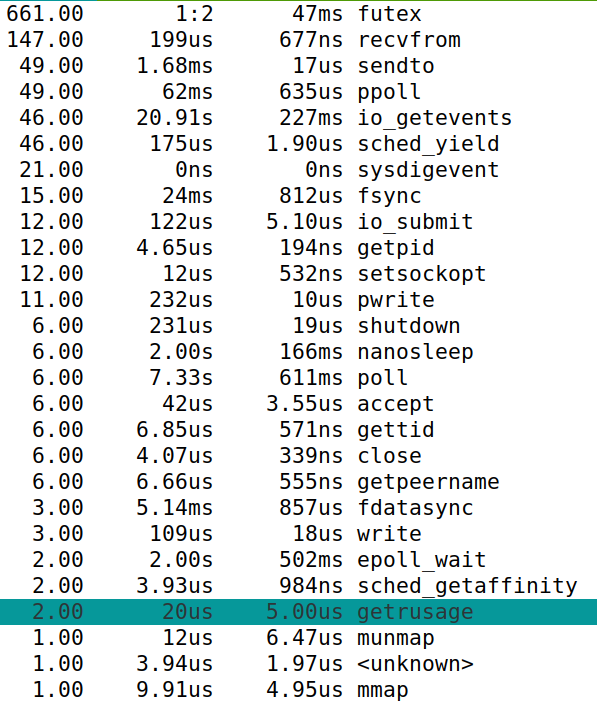 661.00 1:2 47ms futex
147.00 199us 677ns recvfrom
49.00 1.68ms 17us sendto
49.00 62ms 635us ppoll
46.00 20.91s 227ms io_getevents
46.00 175us 1.90us sched_yield
21.00 0ns 0ns sysdigevent
15.00 24ms 812us fsync
12.00 122us 5.10us io_submit
12.00 4.65us 194ns getpid
12.00 12us 532ns setsockopt
11.00 232us 10us pwrite
6.00 231us 19us shutdown
6.00 2.00s 166ms nanosleep
6.00 7.33s 611ms poll
6.00 42us 3.55us accept
6.00 6.85us 571ns gettid
6.00 4.07us 339ns close
6.00 6.66us 555ns getpeername
3.00 5.14ms 857us fdatasync
3.00 109us 18us write
2.00 2.00s 502ms epoll_wait
2.00 3.93us 984ns sched_getaffinity
2.00 20us 5.00us getrusage
1.00 12us 6.47us munmap
1.00 3.94us 1.97us <unknown>
1.00 9.91us 4.95us mmap